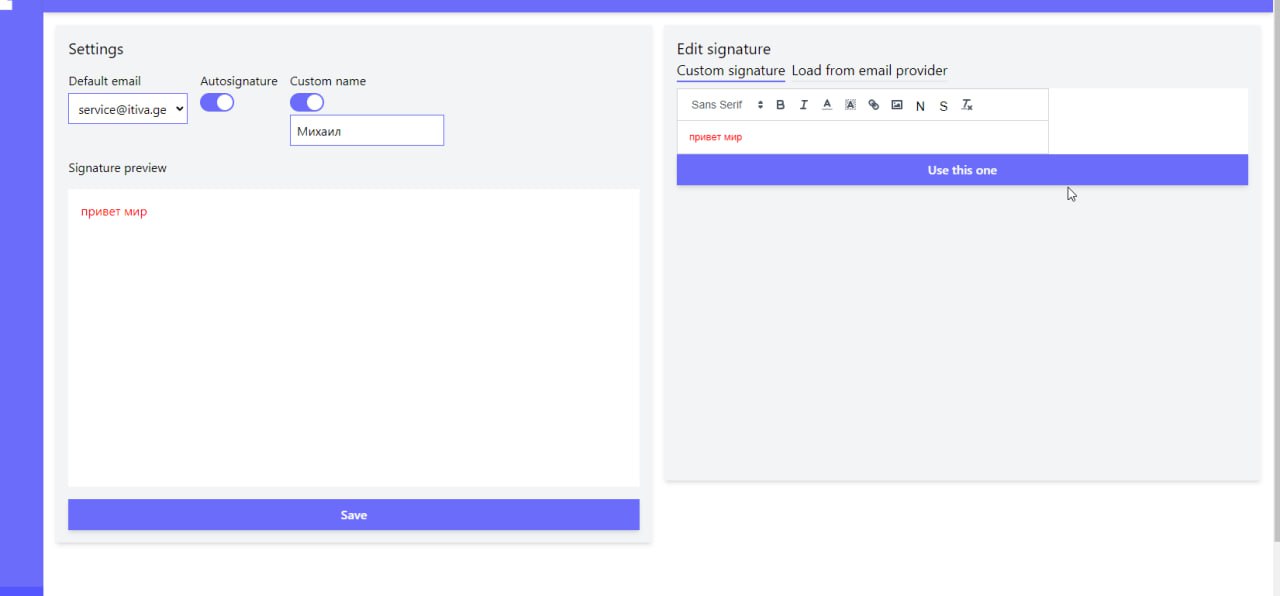 Settings
Default email
Autosignature
Custom name
service@itiva.ge
Михаил
Signature preview
привет мир
Save
Edit signature
Custom signature
Load from email provider
Sans Serif
B I A A N S Tx
привет мир
Use this one